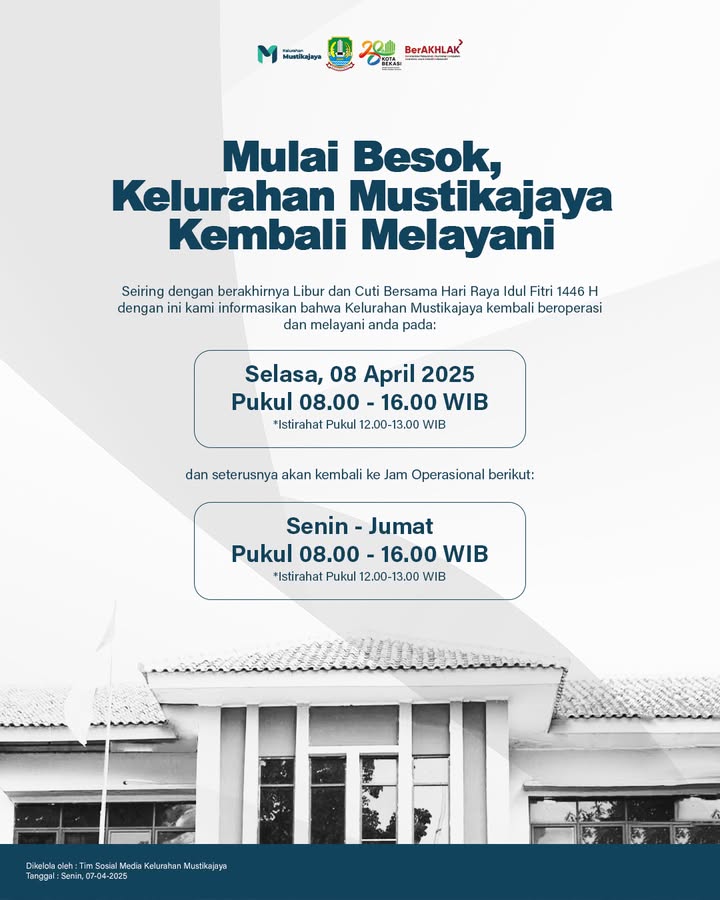 Kelurahan
Mustikajaya
28
KOTA
BEKASI
BerAKHLAK
Mulai Besok,
Kelurahan Mustikajaya
Kembali Melayani
Seiring dengan berakhirnya Libur dan Cuti Bersama Hari Raya Idul Fitri 1446 H
dengan ini kami informasikan bahwa Kelurahan Mustikajaya kembali beroperasi
dan melayani anda pada:
Selasa, 08 April 2025
Pukul 08.00 - 16.00 WIB
*Istirahat Pukul 12.00-13.00 WIB
dan seterusnya akan kembali ke Jam Operasional berikut:
Senin - Jumat
Pukul 08.00 - 16.00 WIB
*Istirahat Pukul 12.00-13.00 WIB
Dikelola oleh : Tim Sosial Media Kelurahan Mustikajaya
Tanggal : Senin, 07-04-2025